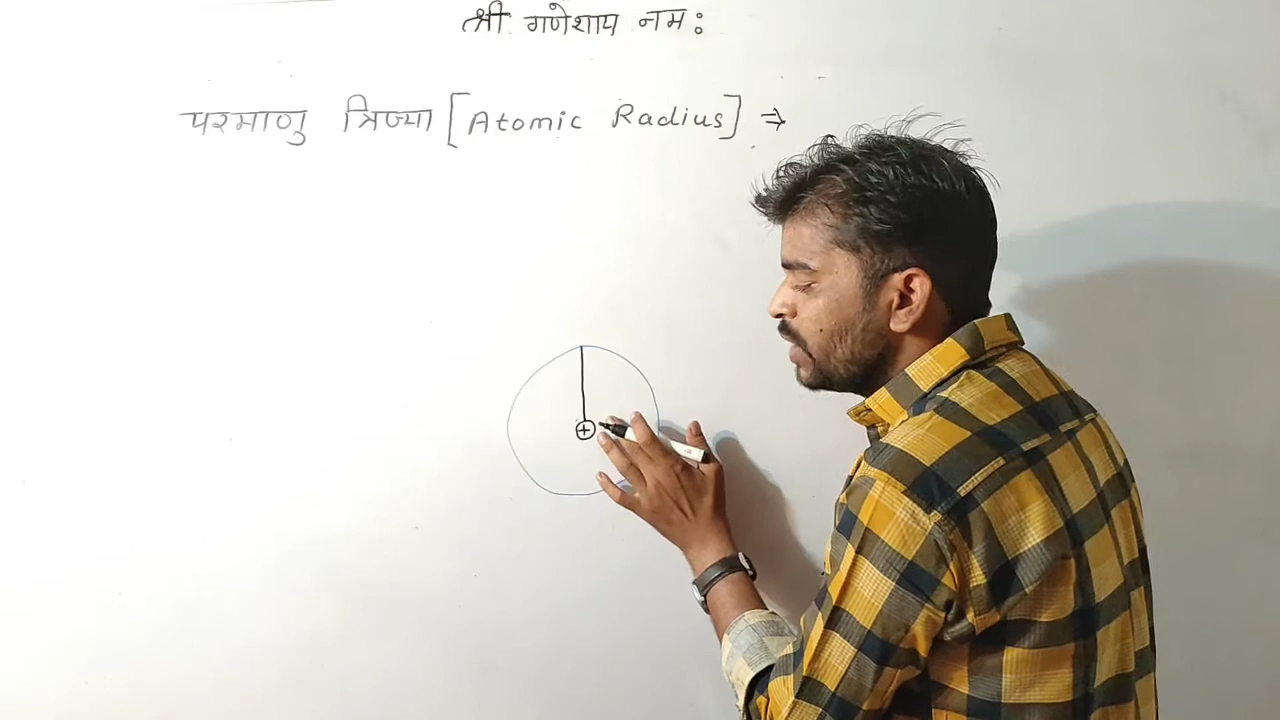 श्री गणेशाय नमः
परमाणु त्रिज्या [Atomic Radius] ⇒
+